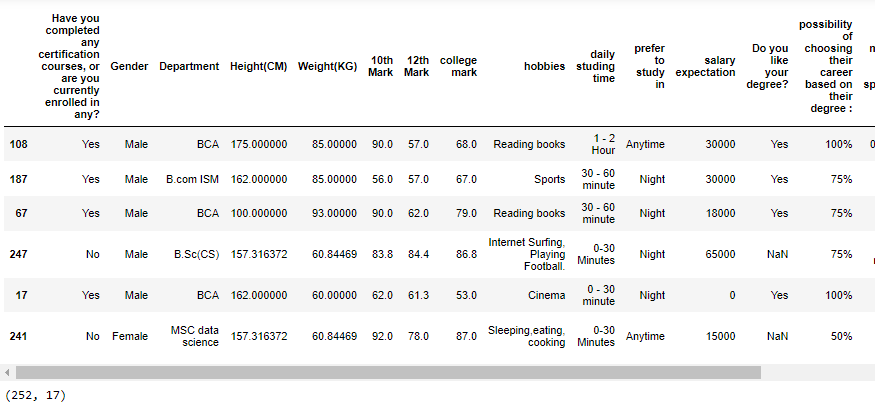 Have you completed any certification courses, or are you currently enrolled in any? Gender Department Height(CM) Weight(KG) 10th Mark 12th Mark college mark hobbies daily studing time prefer to study in salary expectation Do you like your degree? possibility of choosing their career based on their degree :
108 Yes Male BCA 175.000000 85.00000 90.0 57.0 68.0 Reading books 1 - 2 Hour Anytime 30000 Yes 100%
187 Yes Male B.com ISM 162.000000 85.00000 56.0 57.0 67.0 Sports 30 - 60 minute Night 30000 Yes 75%
67 Yes Male BCA 100.000000 93.00000 90.0 62.0 79.0 Reading books 30 - 60 minute Night 18000 Yes 75%
247 No Male B.Sc(CS) 157.316372 60.84469 83.8 84.4 86.8 Internet Surfing, Playing Football. 0-30 Minutes Night 65000 NaN 75%
17 Yes Male BCA 162.000000 60.00000 62.0 61.3 53.0 Cinema 0 - 30 minute Night 0 Yes 100%
241 No Female MSC data science 157.316372 60.84469 92.0 78.0 87.0 Sleeping,eating, cooking 0-30 Minutes Anytime 15000 NaN 50%
(252, 17)